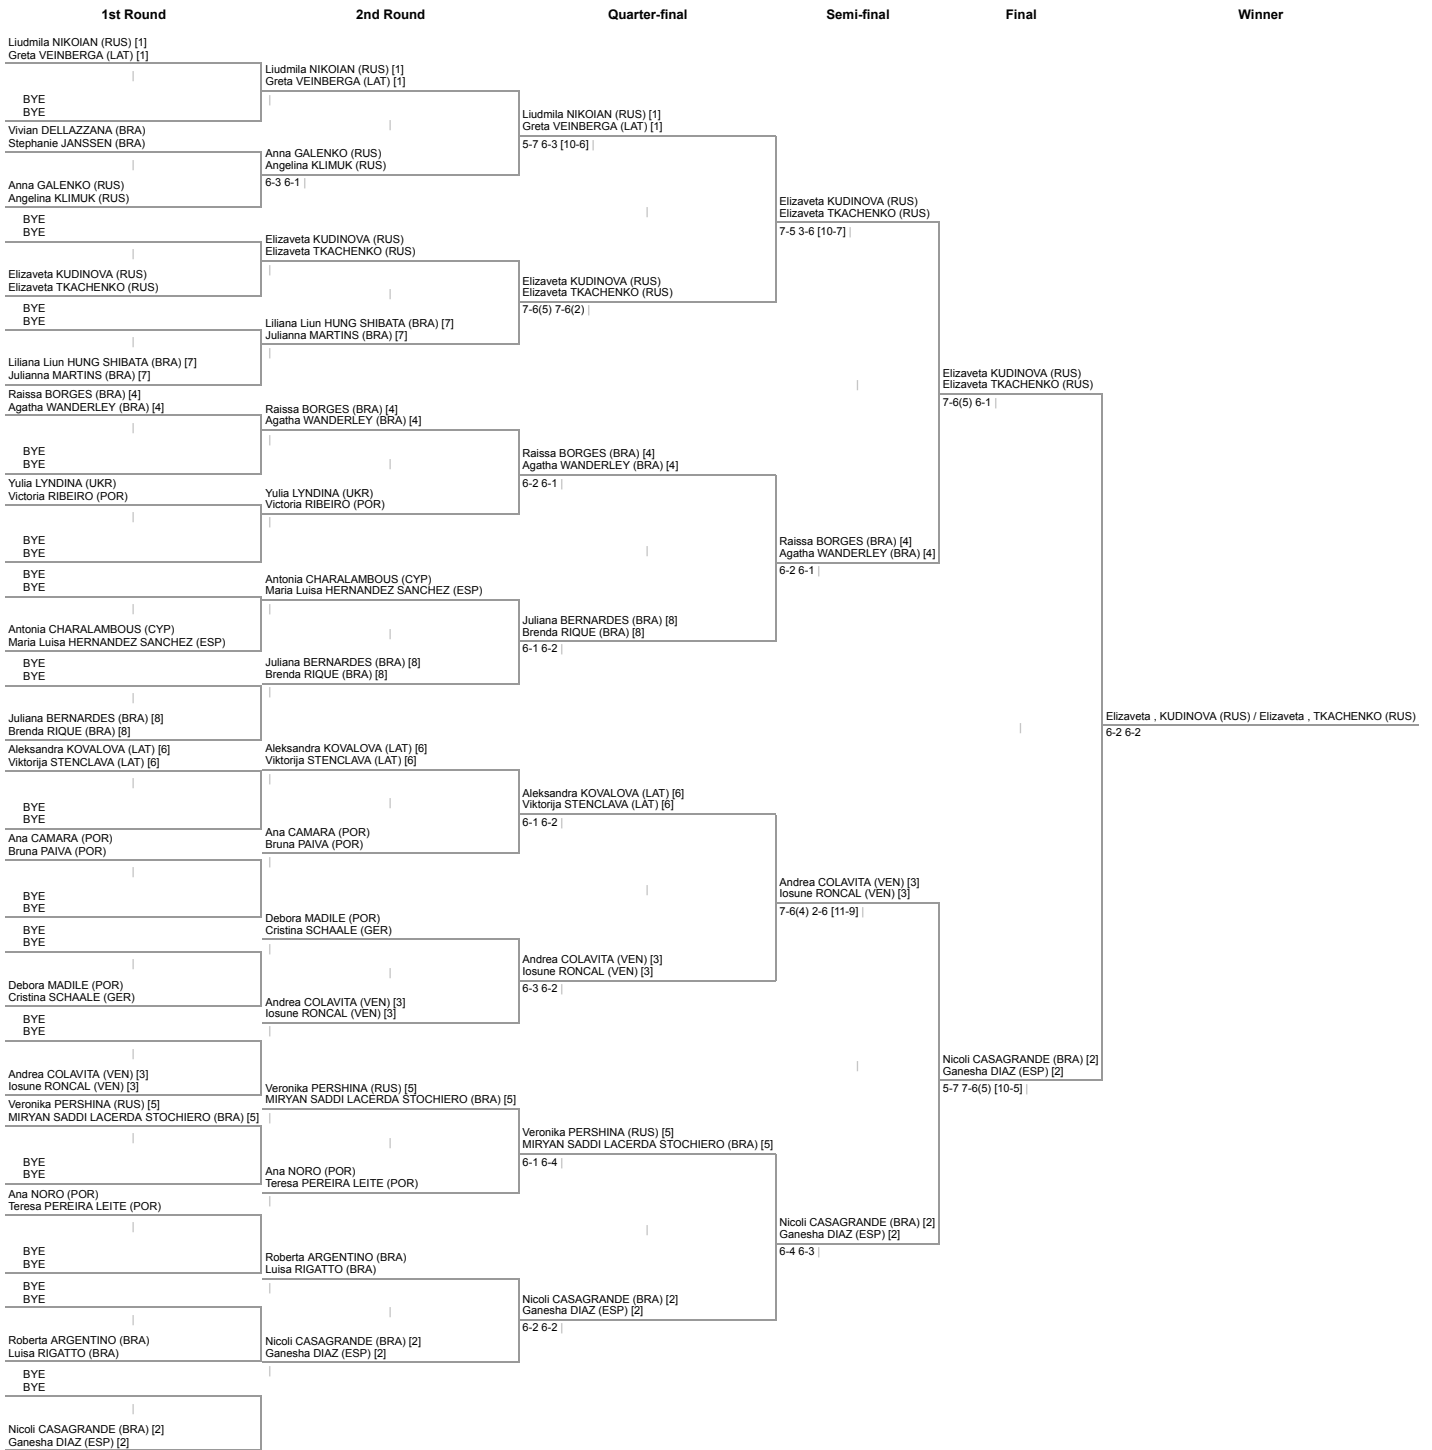 1st Round
2nd Round
Quarter-final
Semi-final
Final
Winner
Liudmila NIKOIAN (RUS) [1]
Greta VEINBERGA (LAT) [1]
BYE
BYE
Vivian DELLAZZANA (BRA)
Stephanie JANSSEN (BRA)
Anna GALENKO (RUS)
Angelina KLIMUK (RUS)
BYE
BYE
Elizaveta KUDINOVA (RUS)
Elizaveta TKACHENKO (RUS)
BYE
BYE
Liliana Liun HUNG SHIBATA (BRA) [7]
Julianna MARTINS (BRA) [7]
Raissa BORGES (BRA) [4]
Agatha WANDERLEY (BRA) [4]
BYE
BYE
Yulia LYNDINA (UKR)
Victoria RIBEIRO (POR)
BYE
BYE
BYE
BYE
Antonia CHARALAMBOUS (CYP)
Maria Luisa HERNANDEZ SANCHEZ (ESP)
BYE
BYE
Juliana BERNARDES (BRA) [8]
Brenda RIQUE (BRA) [8]
Aleksandra KOVALOVA (LAT) [6]
Viktorija STENCLAVA (LAT) [6]
BYE
BYE
Ana CAMARA (POR)
Bruna PAIVA (POR)
BYE
BYE
BYE
BYE
Debora MADILE (POR)
Cristina SCHAALE (GER)
BYE
BYE
Andrea COLAVITA (VEN) [3]
Iosune RONCAL (VEN) [3]
Veronika PERSHINA (RUS) [5]
MIRYAN SADDI LACERDA STOCHIERO (BRA) [5]
BYE
BYE
Ana NORO (POR)
Teresa PEREIRA LEITE (POR)
BYE
BYE
BYE
BYE
Roberta ARGENTINO (BRA)
Luisa RIGATTO (BRA)
BYE
BYE
Nicoli CASAGRANDE (BRA) [2]
Ganesha DIAZ (ESP) [2]
Liudmila NIKOIAN (RUS) [1]
Greta VEINBERGA (LAT) [1]
Anna GALENKO (RUS)
Angelina KLIMUK (RUS)
6-3 6-1
Elizaveta KUDINOVA (RUS)
Elizaveta TKACHENKO (RUS)
Liliana Liun HUNG SHIBATA (BRA) [7]
Julianna MARTINS (BRA) [7]
Raissa BORGES (BRA) [4]
Agatha WANDERLEY (BRA) [4]
Yulia LYNDINA (UKR)
Victoria RIBEIRO (POR)
Antonia CHARALAMBOUS (CYP)
Maria Luisa HERNANDEZ SANCHEZ (ESP)
Juliana BERNARDES (BRA) [8]
Brenda RIQUE (BRA) [8]
Aleksandra KOVALOVA (LAT) [6]
Viktorija STENCLAVA (LAT) [6]
Ana CAMARA (POR)
Bruna PAIVA (POR)
Debora MADILE (POR)
Cristina SCHAALE (GER)
Andrea COLAVITA (VEN) [3]
Iosune RONCAL (VEN) [3]
Veronika PERSHINA (RUS) [5]
MIRYAN SADDI LACERDA STOCHIERO (BRA) [5]
Ana NORO (POR)
Teresa PEREIRA LEITE (POR)
Roberta ARGENTINO (BRA)
Luisa RIGATTO (BRA)
Nicoli CASAGRANDE (BRA) [2]
Ganesha DIAZ (ESP) [2]
Liudmila NIKOIAN (RUS) [1]
Greta VEINBERGA (LAT) [1]
5-7 6-3 [10-6]
Elizaveta KUDINOVA (RUS)
Elizaveta TKACHENKO (RUS)
7-6(5) 7-6(2)
Raissa BORGES (BRA) [4]
Agatha WANDERLEY (BRA) [4]
6-2 6-1
Juliana BERNARDES (BRA) [8]
Brenda RIQUE (BRA) [8]
6-1 6-2
Aleksandra KOVALOVA (LAT) [6]
Viktorija STENCLAVA (LAT) [6]
6-1 6-2
Andrea COLAVITA (VEN) [3]
Iosune RONCAL (VEN) [3]
6-3 6-2
Veronika PERSHINA (RUS) [5]
MIRYAN SADDI LACERDA STOCHIERO (BRA) [5]
6-1 6-4
Nicoli CASAGRANDE (BRA) [2]
Ganesha DIAZ (ESP) [2]
6-2 6-2
Elizaveta KUDINOVA (RUS)
Elizaveta TKACHENKO (RUS)
7-5 3-6 [10-7]
Raissa BORGES (BRA) [4]
Agatha WANDERLEY (BRA) [4]
6-2 6-1
Andrea COLAVITA (VEN) [3]
Iosune RONCAL (VEN) [3]
7-6(4) 2-6 [11-9]
Nicoli CASAGRANDE (BRA) [2]
Ganesha DIAZ (ESP) [2]
6-4 6-3
Elizaveta KUDINOVA (RUS)
Elizaveta TKACHENKO (RUS)
7-6(5) 6-1
Nicoli CASAGRANDE (BRA) [2]
Ganesha DIAZ (ESP) [2]
5-7 7-6(5) [10-5]
Elizaveta , KUDINOVA (RUS) / Elizaveta , TKACHENKO (RUS)
6-2 6-2